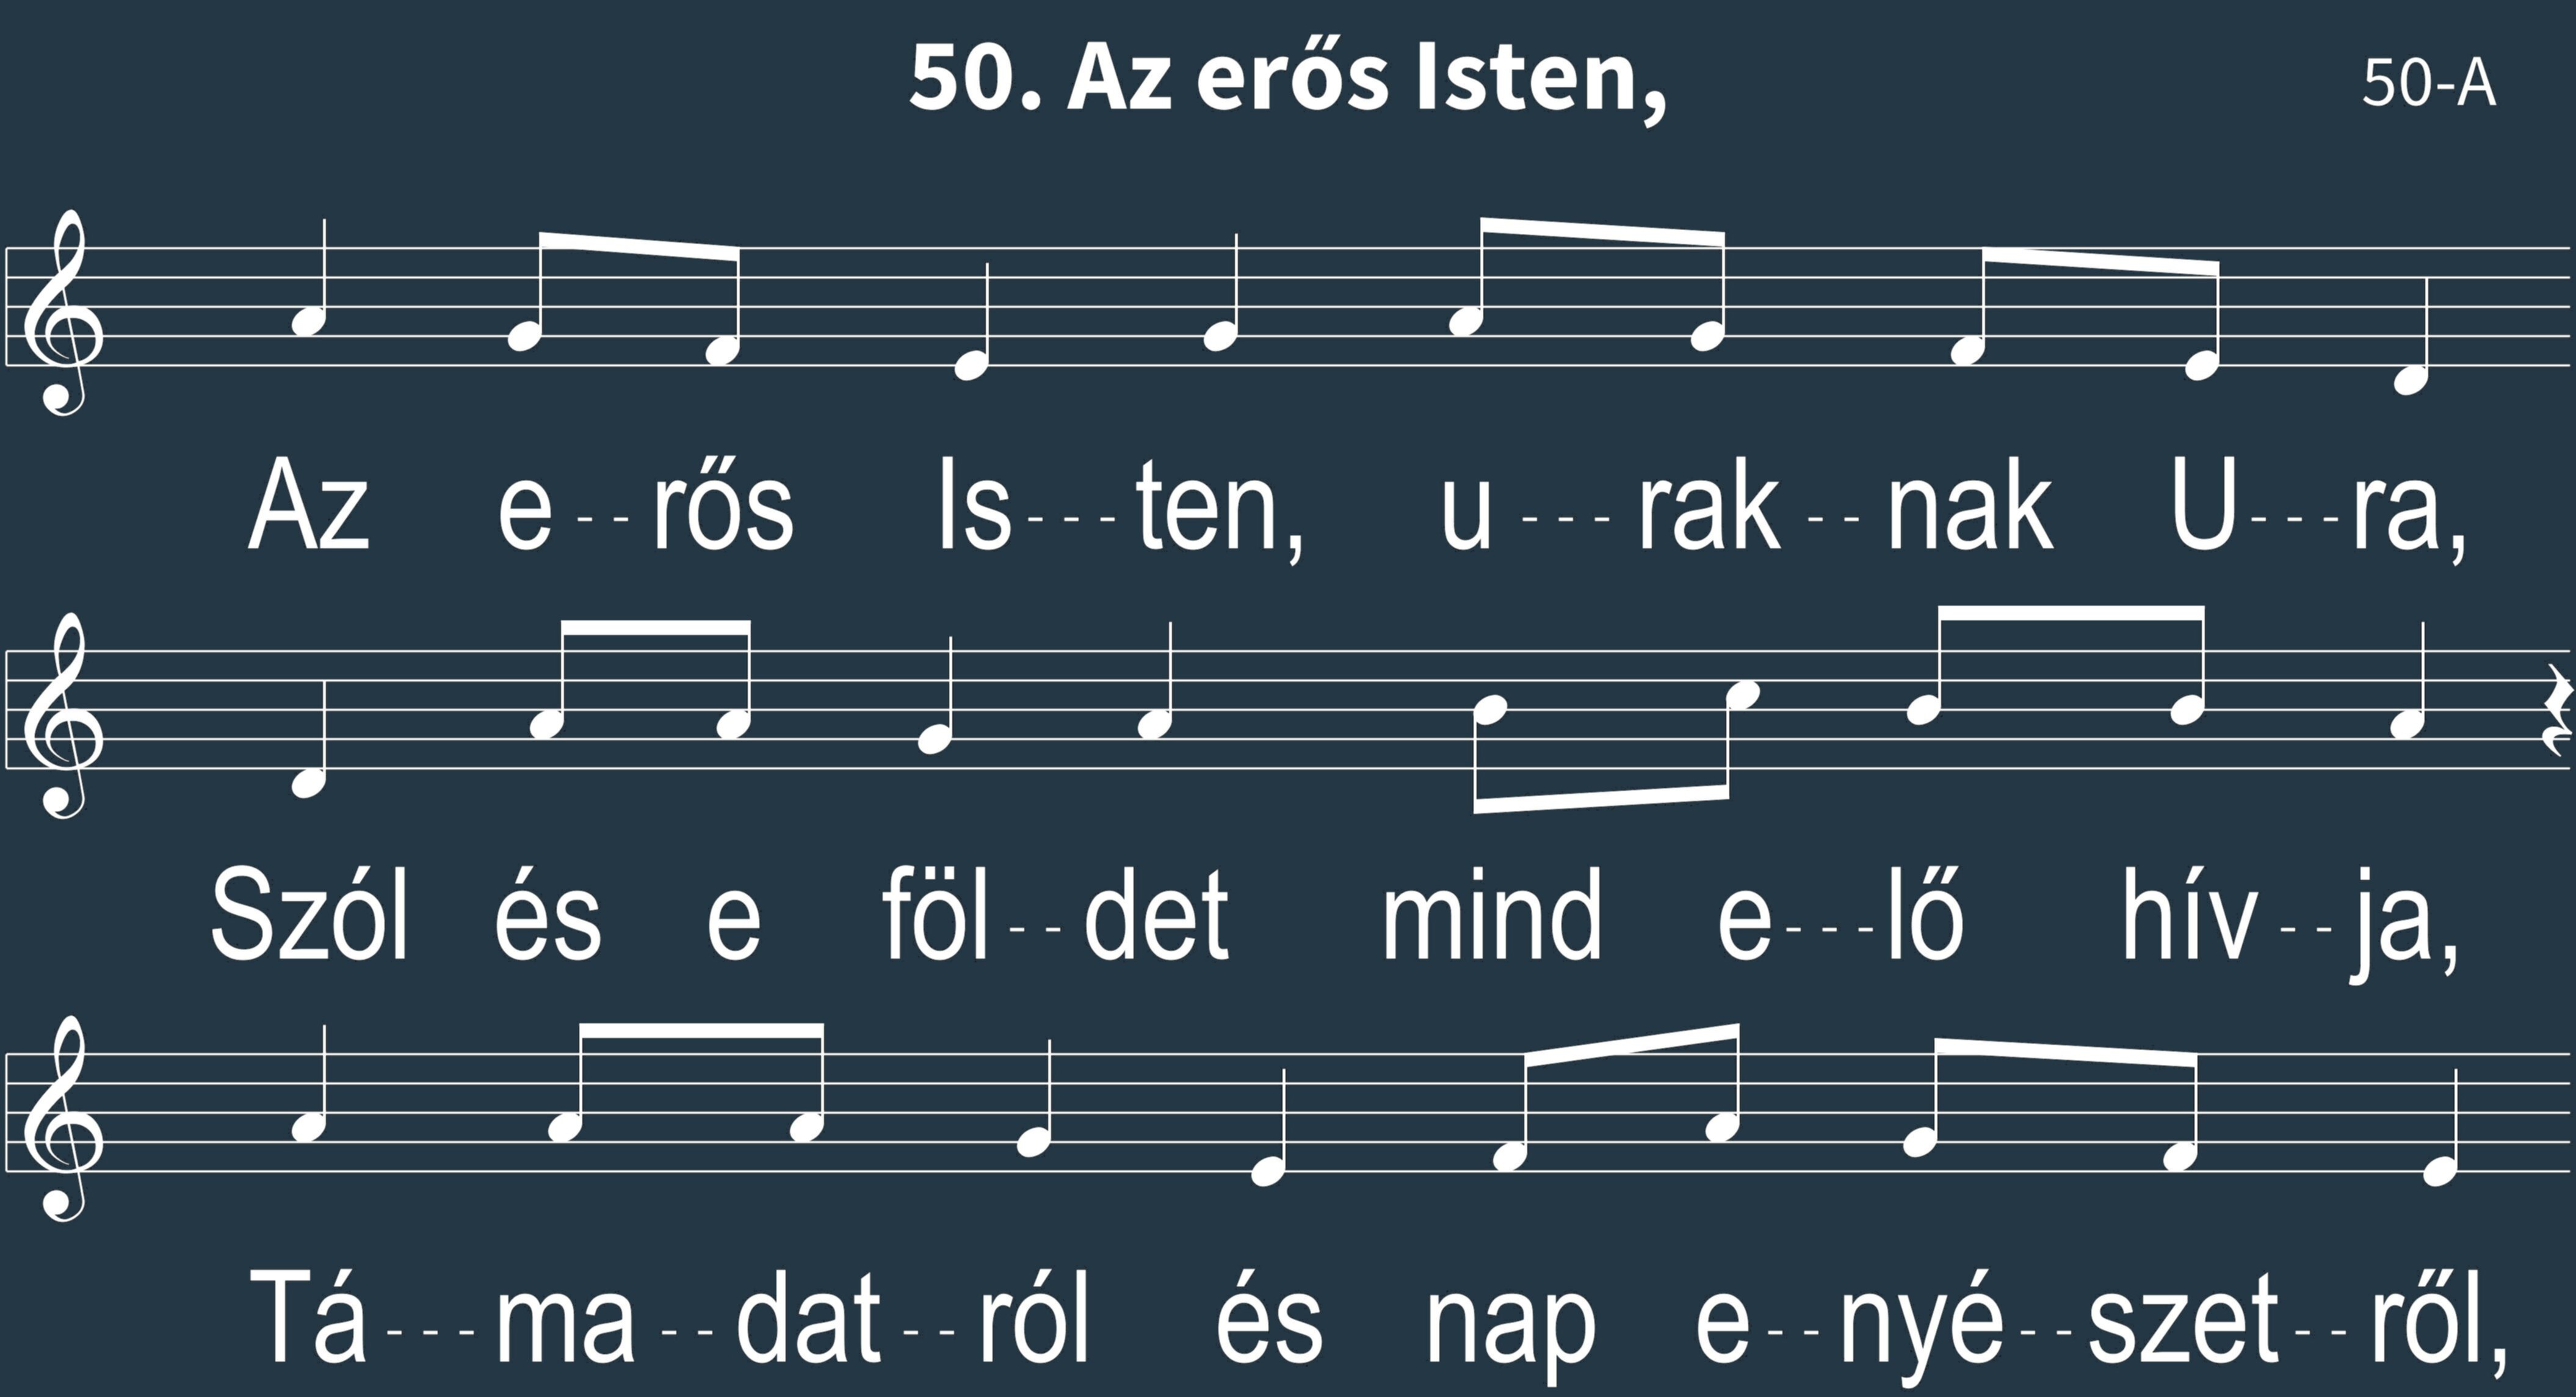 50. Az erős Isten,
50-A
Az e--rős Is---ten, u---rak--nak U---ra,
Szól és e föl--det mind e---lő hív--ja,
Tá---ma--dat--ról és nap e--nyé--szet--ről,